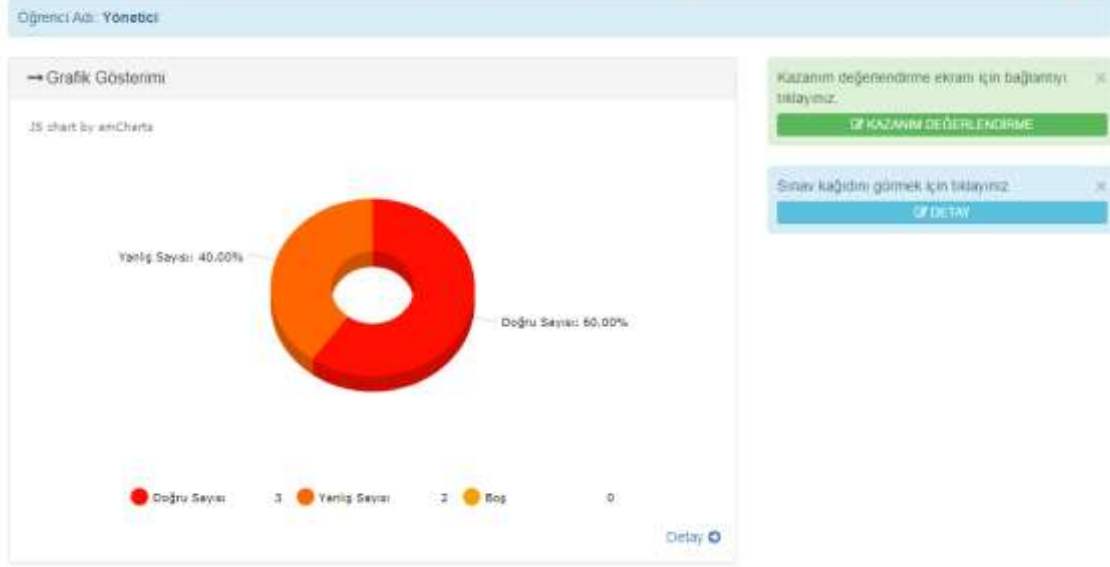 Öğrenci Adı: Yönetici
Grafik Gösterimi
JS chart by amCharts
Yanlış Sayısı: 40.00%
Doğru Sayısı: 60.00%
Doğru Sayısı 3 Yanlış Sayısı 2 Boş 0
Detay
Kazanım değerlendirme ekranı için bağlantıyı
tıklayınız.
KAZANIM DEĞERLENDİRME
Sınav kağıdını görmek için tıklayınız
DETAY